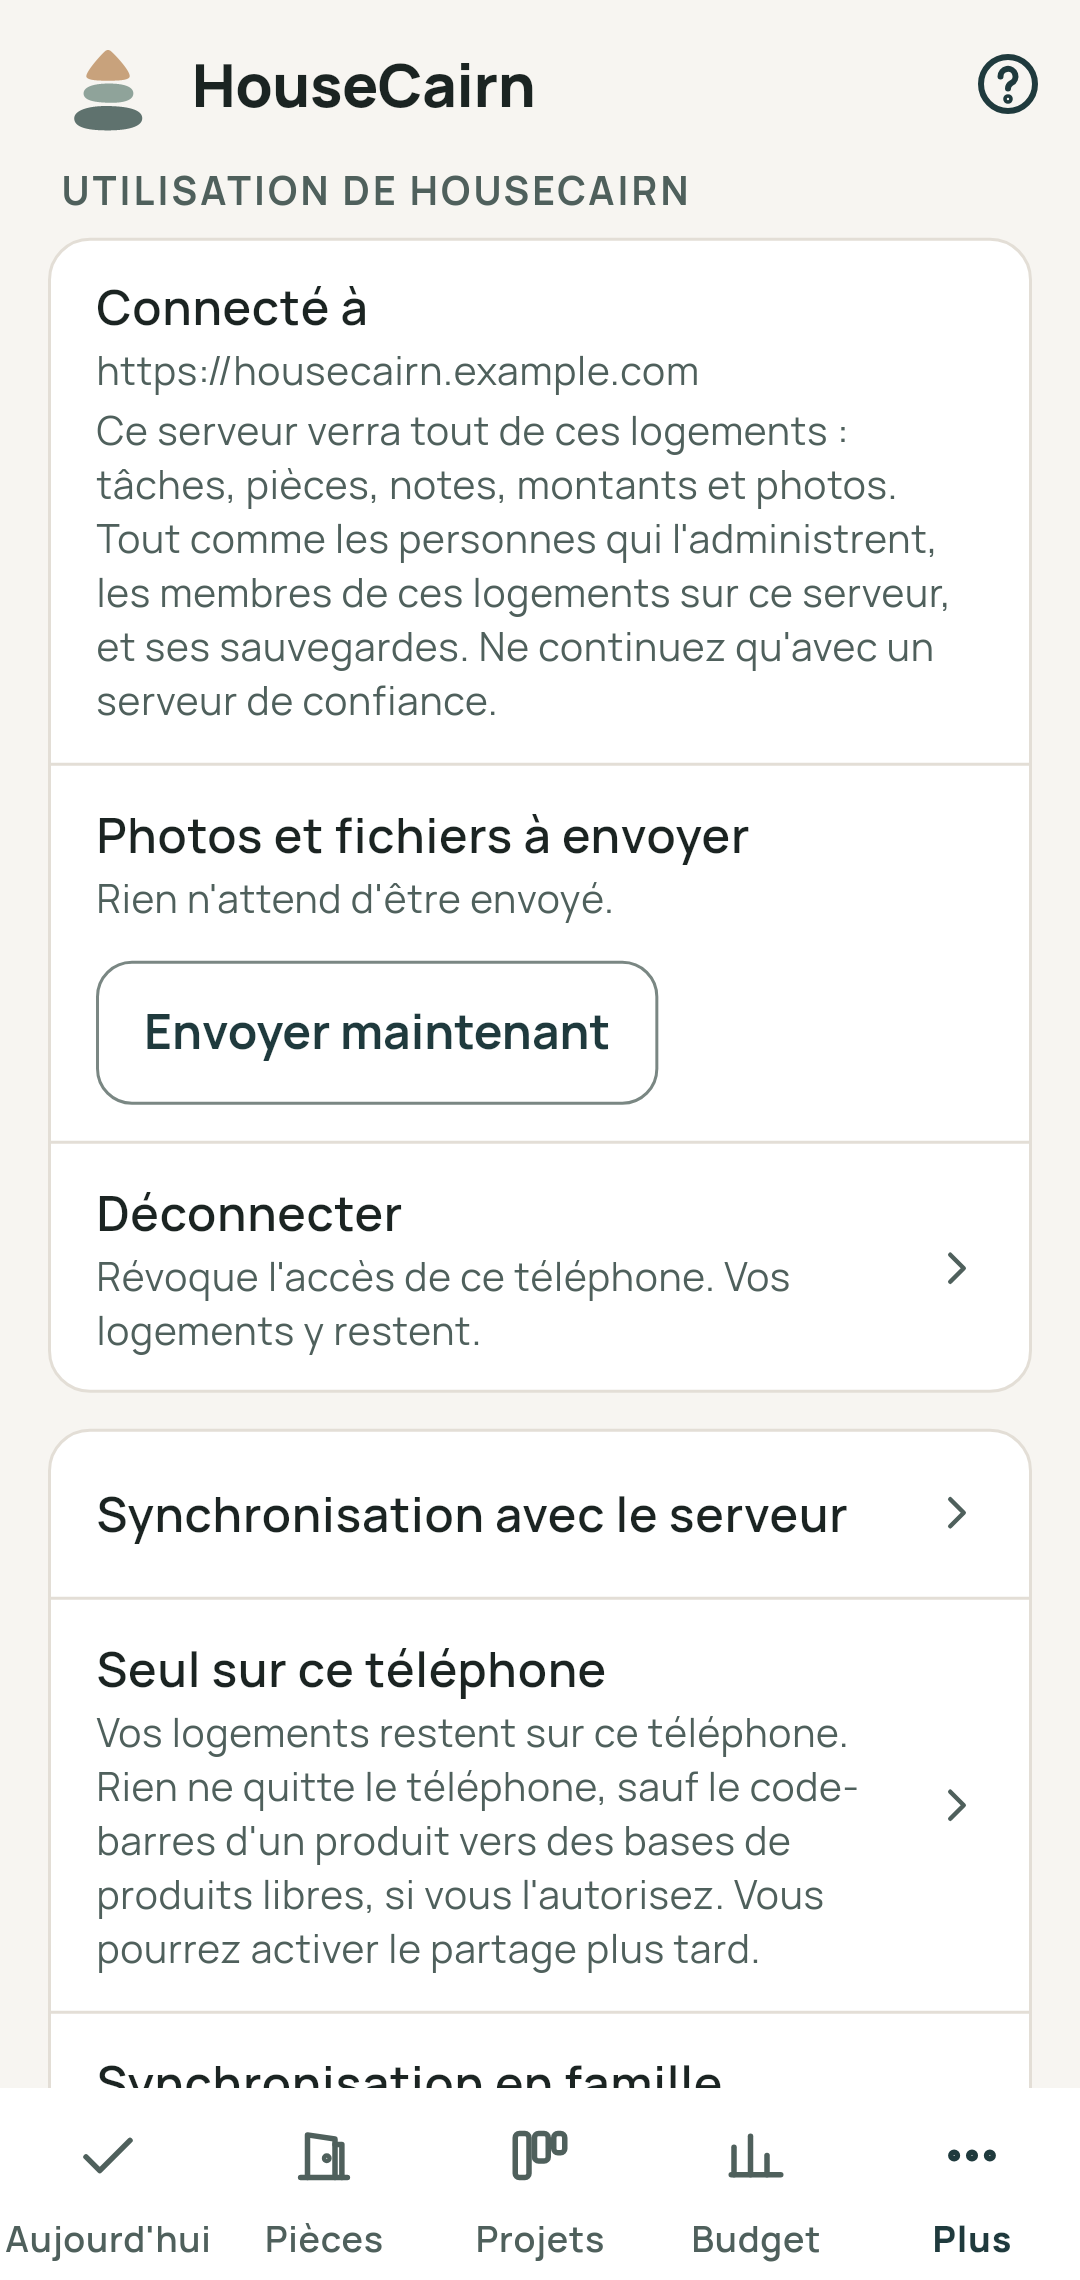 HouseCairn
UTILISATION DE HOUSECAIRN
Connecté à
https://housecairn.example.com
Ce serveur verra tout de ces logements :
tâches, pièces, notes, montants et photos.
Tout comme les personnes qui l'administrent,
les membres de ces logements sur ce serveur,
et ses sauvegardes. Ne continuez qu'avec un
serveur de confiance.
Photos et fichiers à envoyer
Rien n'attend d'être envoyé.
Envoyer maintenant
Déconnecter
Révoque l'accès de ce téléphone. Vos
logements y restent.
Synchronisation avec le serveur
Seul sur ce téléphone
Vos logements restent sur ce téléphone.
Rien ne quitte le téléphone, sauf le code-
barres d'un produit vers des bases de
produits libres, si vous l'autorisez. Vous
pourrez activer le partage plus tard.
Synchronisation en famille
Aujourd'hui
Pièces
Projets
Budget
Plus